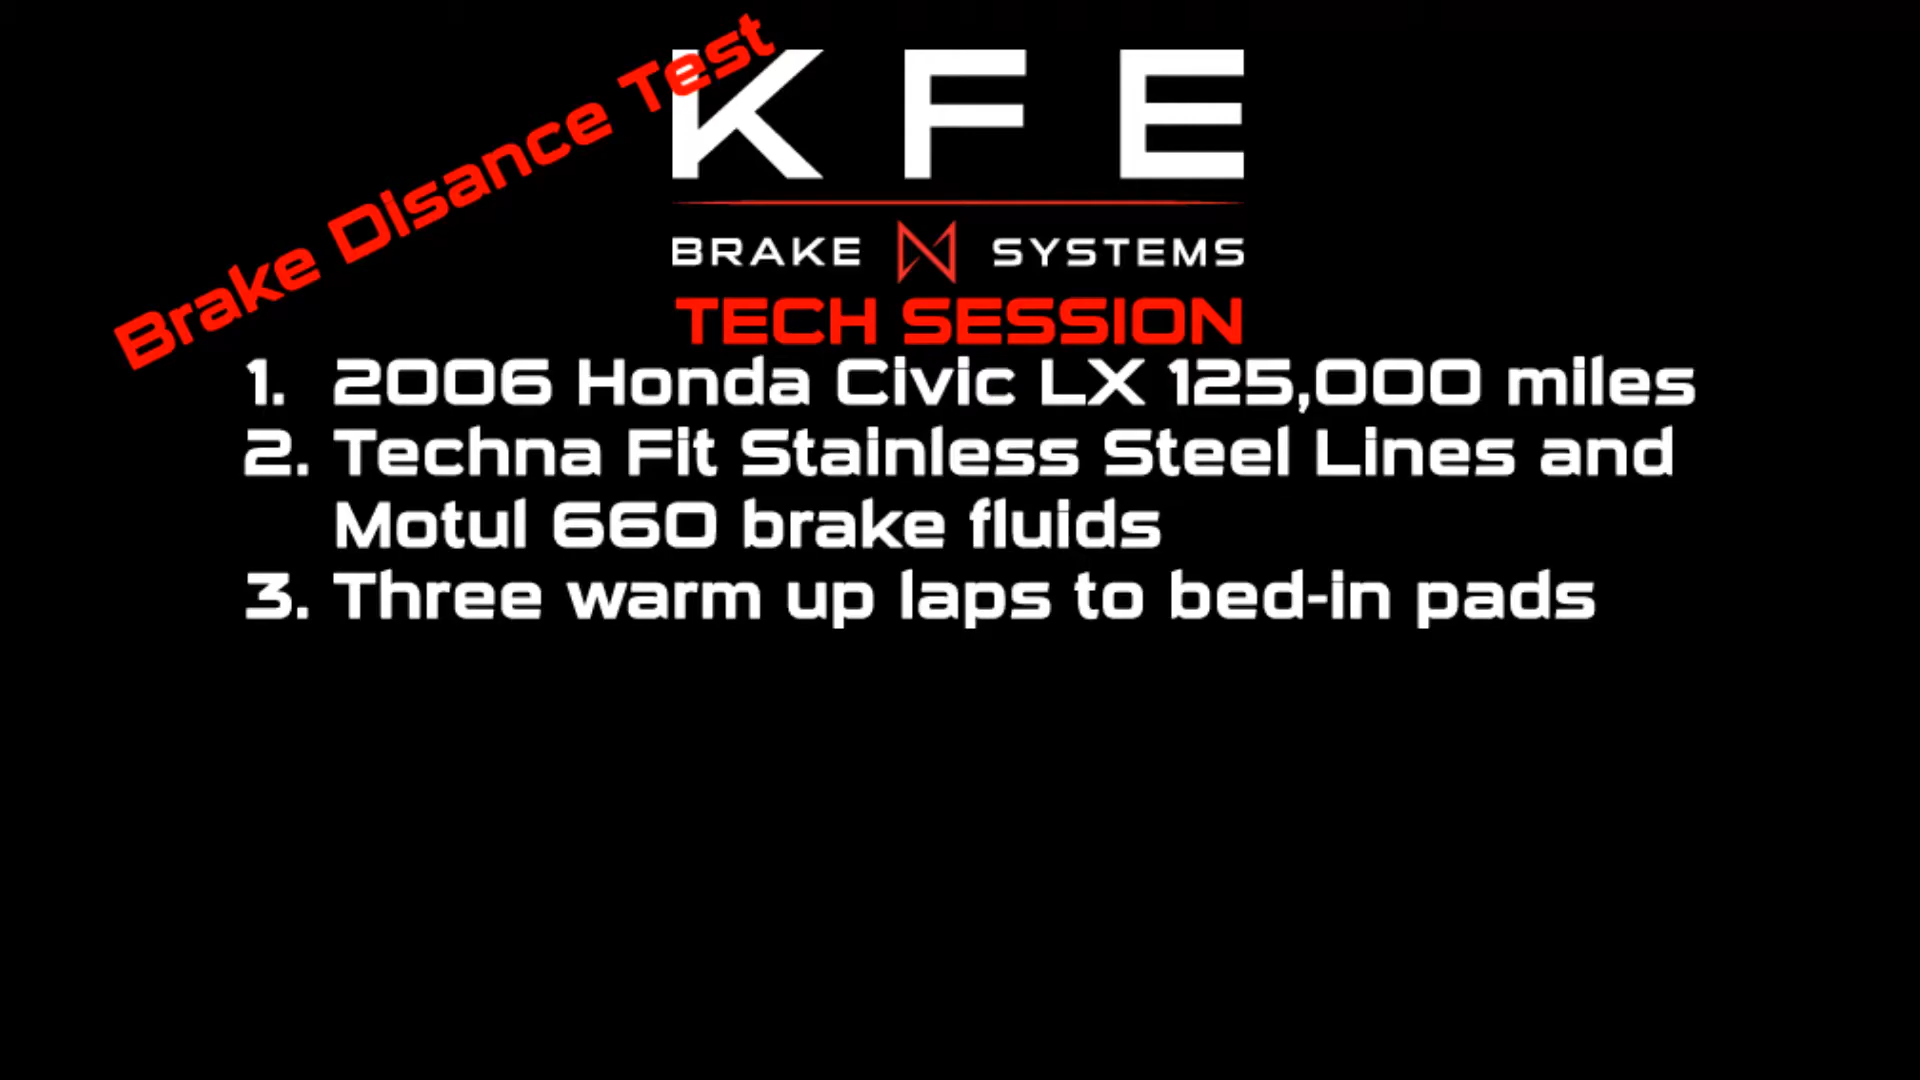 Brake Disance Test
KFE
BRAKE SYSTEMS
TECH SESSION
1. 2006 Honda Civic LX 125,000 miles
2. Techna Fit Stainless Steel Lines and
Motul 660 brake fluids
3. Three warm up laps to bed-in pads